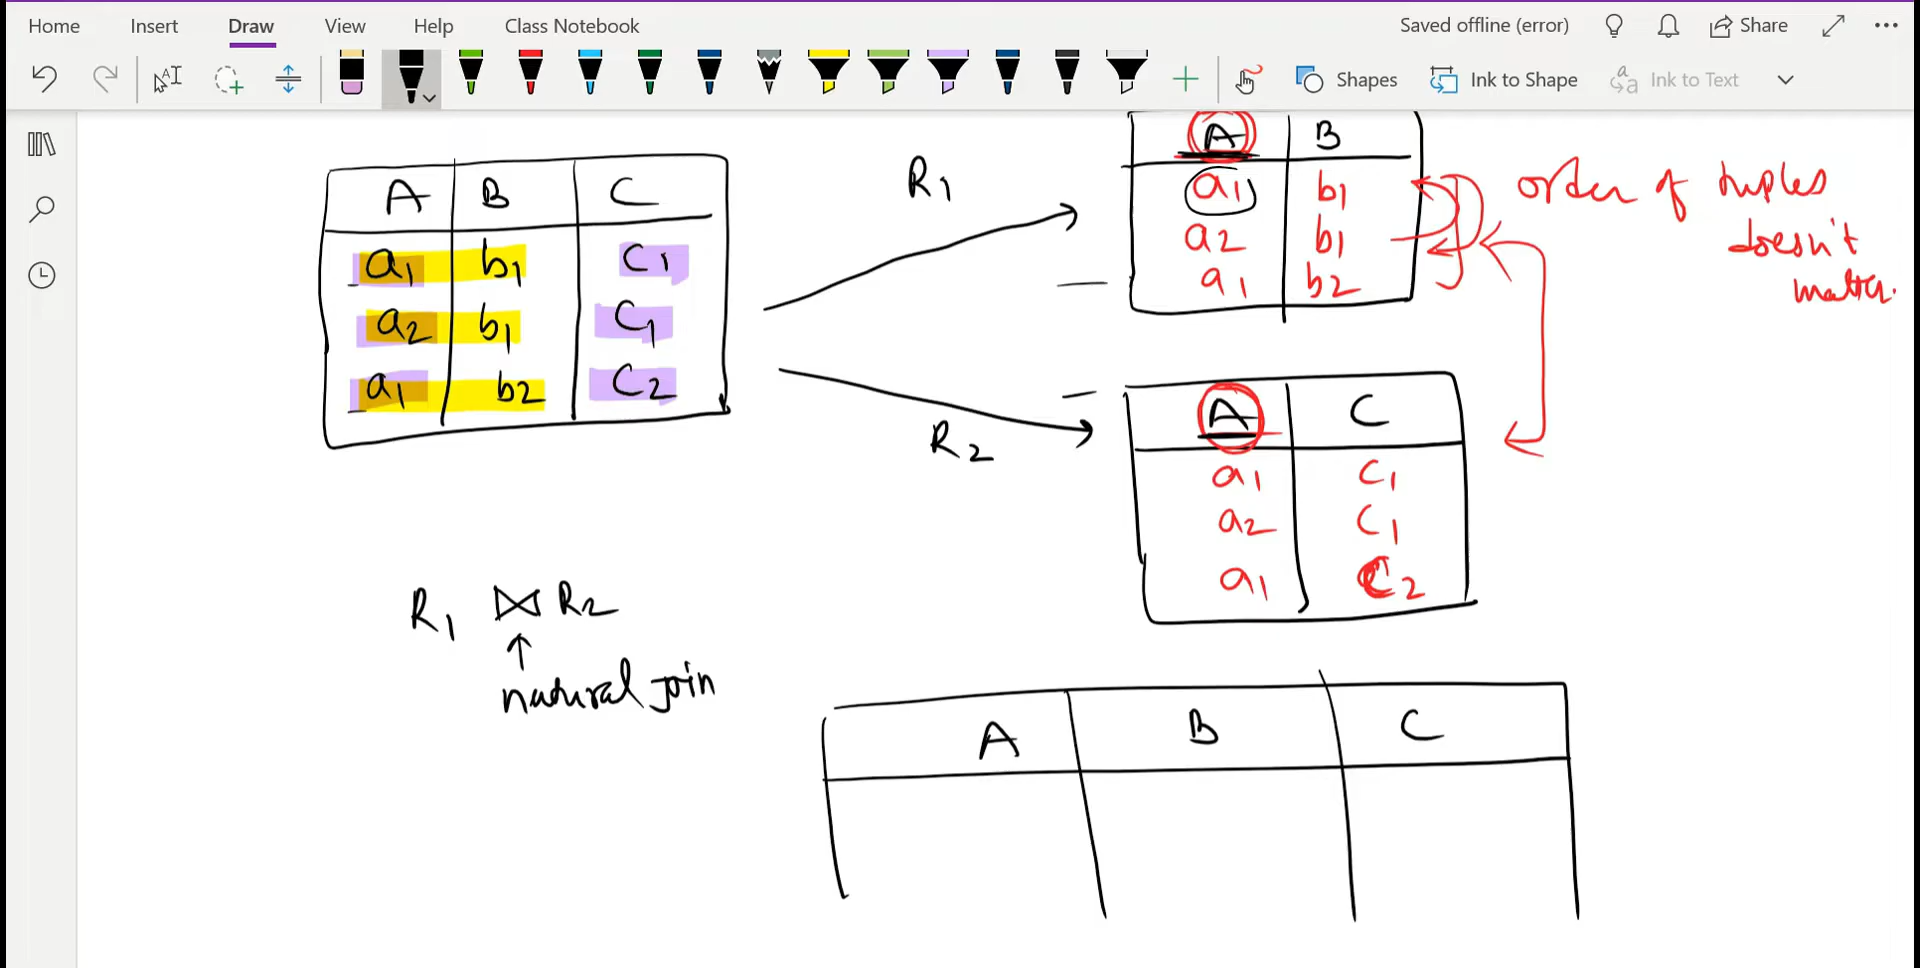 Home Insert Draw View Help Class Notebook Saved offline (error) Share
Shapes Ink to Shape Ink to Text
A B C
a1 b1 c1
a2 b1 c1
a1 b2 c2
R1
A B
a1 b1
a2 b1
a1 b2
order of tuples
doesn't
matter.
R2
A C
a1 c1
a2 c1
a1 c2
R1 ⋈ R2
↑
natural join
A B C